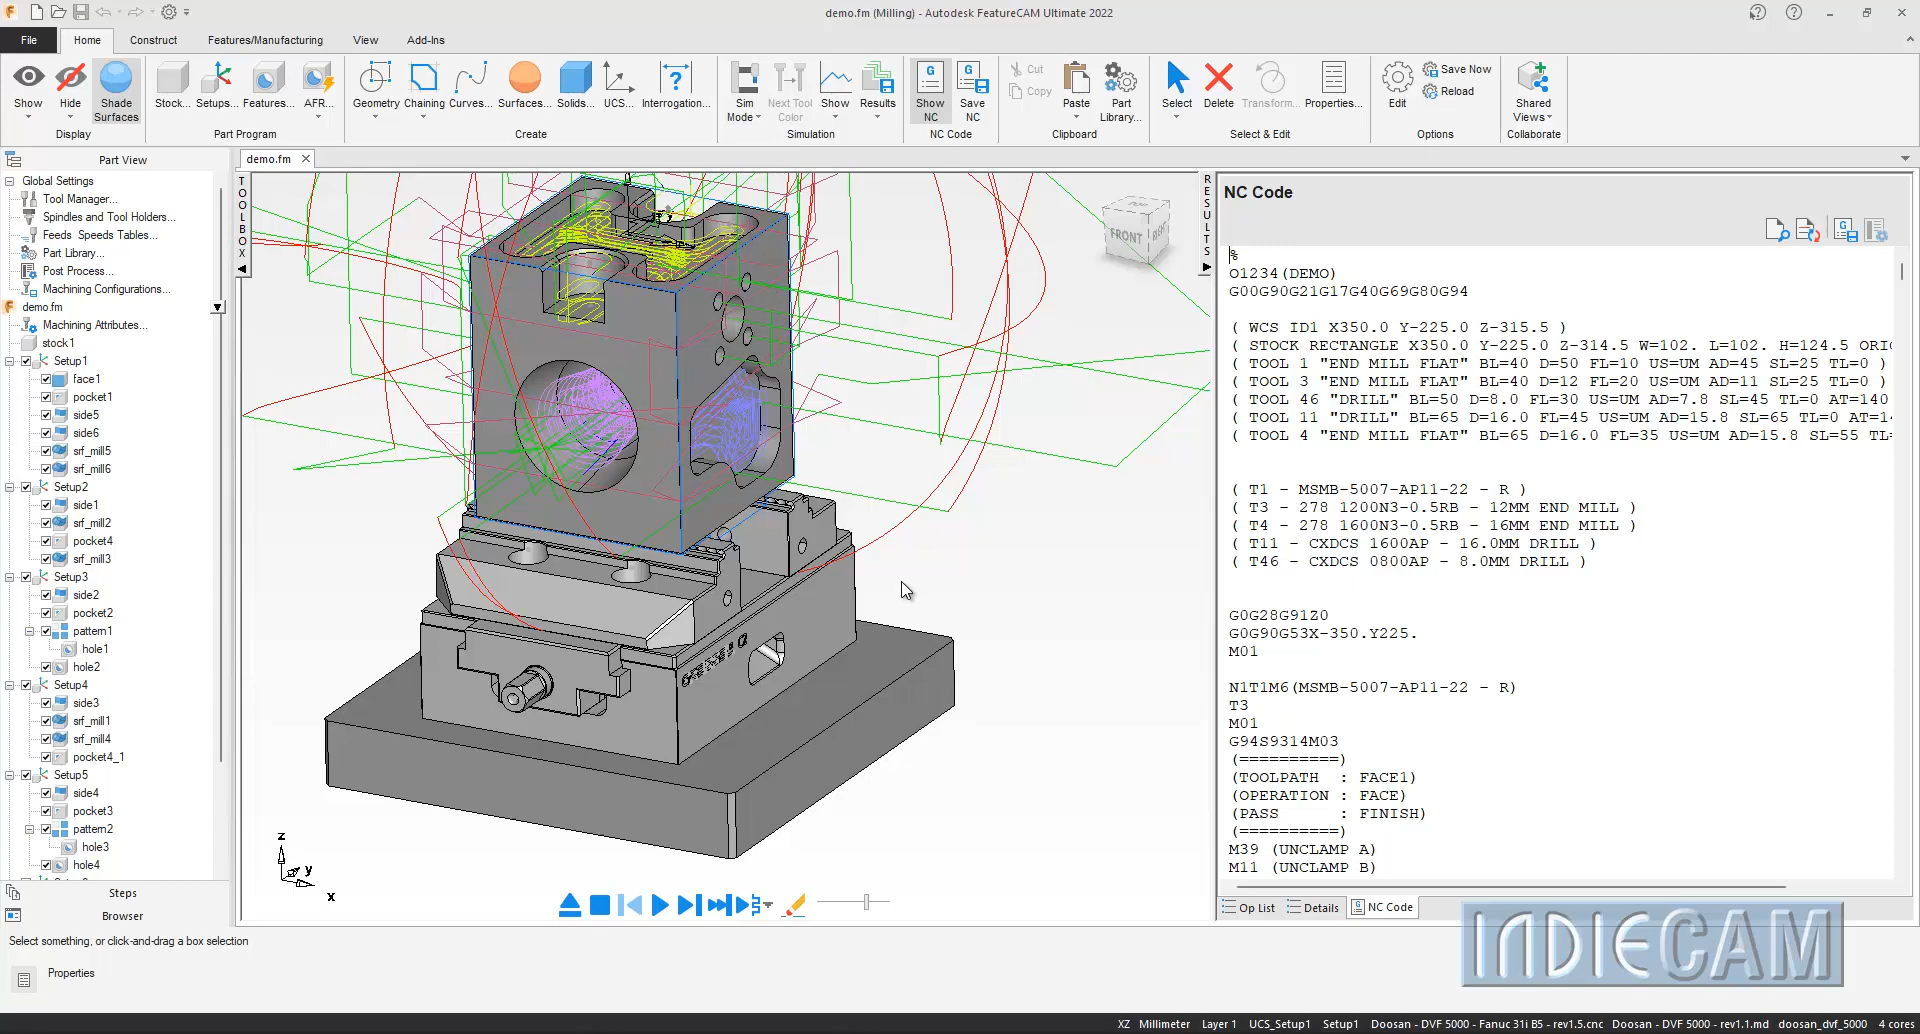 demo.fm (Milling) - Autodesk FeatureCAM Ultimate 2022
File
Home
Construct
Features/Manufacturing
View
Add-Ins
Show
Hide
Shade Surfaces
Display
Stock...
Setups...
Features...
AFR...
Part Program
Geometry
Chaining
Curves...
Surfaces...
Solids...
UCS...
Interrogation...
Create
Sim Mode
Next Tool Color
Show
Results
Simulation
Show NC
Save NC
NC Code
Cut
Copy
Paste
Part Library...
Clipboard
Select
Delete
Transform...
Properties...
Select & Edit
Edit
Save Now
Reload
Options
Shared Views
Collaborate
Part View
Global Settings
Tool Manager...
Spindles and Tool Holders...
Feeds Speeds Tables...
Part Library...
Post Process...
Machining Configurations...
demo.fm
Machining Attributes...
stock1
Setup1
face1
pocket1
side5
side6
srf_mill5
srf_mill6
Setup2
side1
srf_mill2
pocket4
srf_mill3
Setup3
side2
pocket2
pattern1
hole1
hole2
Setup4
side3
srf_mill1
srf_mill4
pocket4_1
Setup5
side4
pocket3
pattern2
hole3
hole4
Steps
Browser
demo.fm
TOOLBOX
FRONT
z
y
x
RESULTS
NC Code
%
O1234(DEMO)
G00G90G21G17G40G69G80G94
( WCS ID1 X350.0 Y-225.0 Z-315.5 )
( STOCK RECTANGLE X350.0 Y-225.0 Z-314.5 W=102. L=102. H=124.5 ORI
( TOOL 1 "END MILL FLAT" BL=40 D=50 FL=10 US=UM AD=45 SL=25 TL=0 )
( TOOL 3 "END MILL FLAT" BL=40 D=12 FL=20 US=UM AD=11 SL=25 TL=0 )
( TOOL 46 "DRILL" BL=50 D=8.0 FL=30 US=UM AD=7.8 SL=45 TL=0 AT=140
( TOOL 11 "DRILL" BL=65 D=16.0 FL=45 US=UM AD=15.8 SL=65 TL=0 AT=1
( TOOL 4 "END MILL FLAT" BL=65 D=16.0 FL=35 US=UM AD=15.8 SL=55 TL
( T1 - MSMB-5007-AP11-22 - R )
( T3 - 278 1200N3-0.5RB - 12MM END MILL )
( T4 - 278 1600N3-0.5RB - 16MM END MILL )
( T11 - CXDCS 1600AP - 16.0MM DRILL )
( T46 - CXDCS 0800AP - 8.0MM DRILL )
G0G28G91Z0
G0G90G53X-350.Y225.
M01
N1T1M6(MSMB-5007-AP11-22 - R)
T3
M01
G94S9314M03
(==========)
(TOOLPATH : FACE1)
(OPERATION : FACE)
(PASS : FINISH)
(==========)
M39 (UNCLAMP A)
M11 (UNCLAMP B)
Op List
Details
NC Code
INDIECAM
Select something, or click-and-drag a box selection
Properties
XZ Millimeter Layer 1 UCS_Setup1 Setup1 Doosan - DVF 5000 - Fanuc 31i B5 - rev1.5.cnc Doosan - DVF 5000 - rev1.1.md doosan_dvf_5000 4 cores